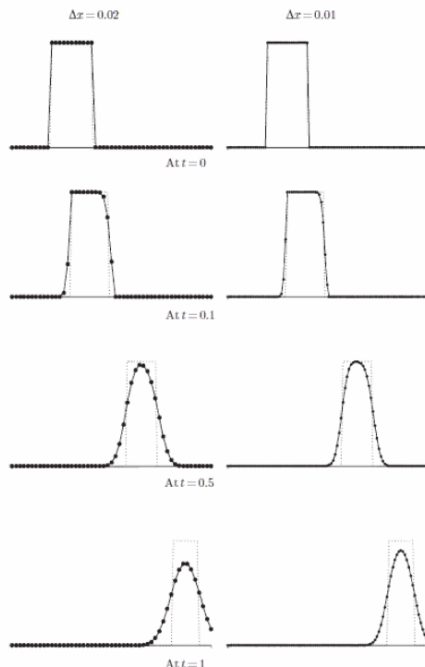 Δx = 0.02
Δx = 0.01
At t = 0
At t = 0.1
At t = 0.5
At t = 1